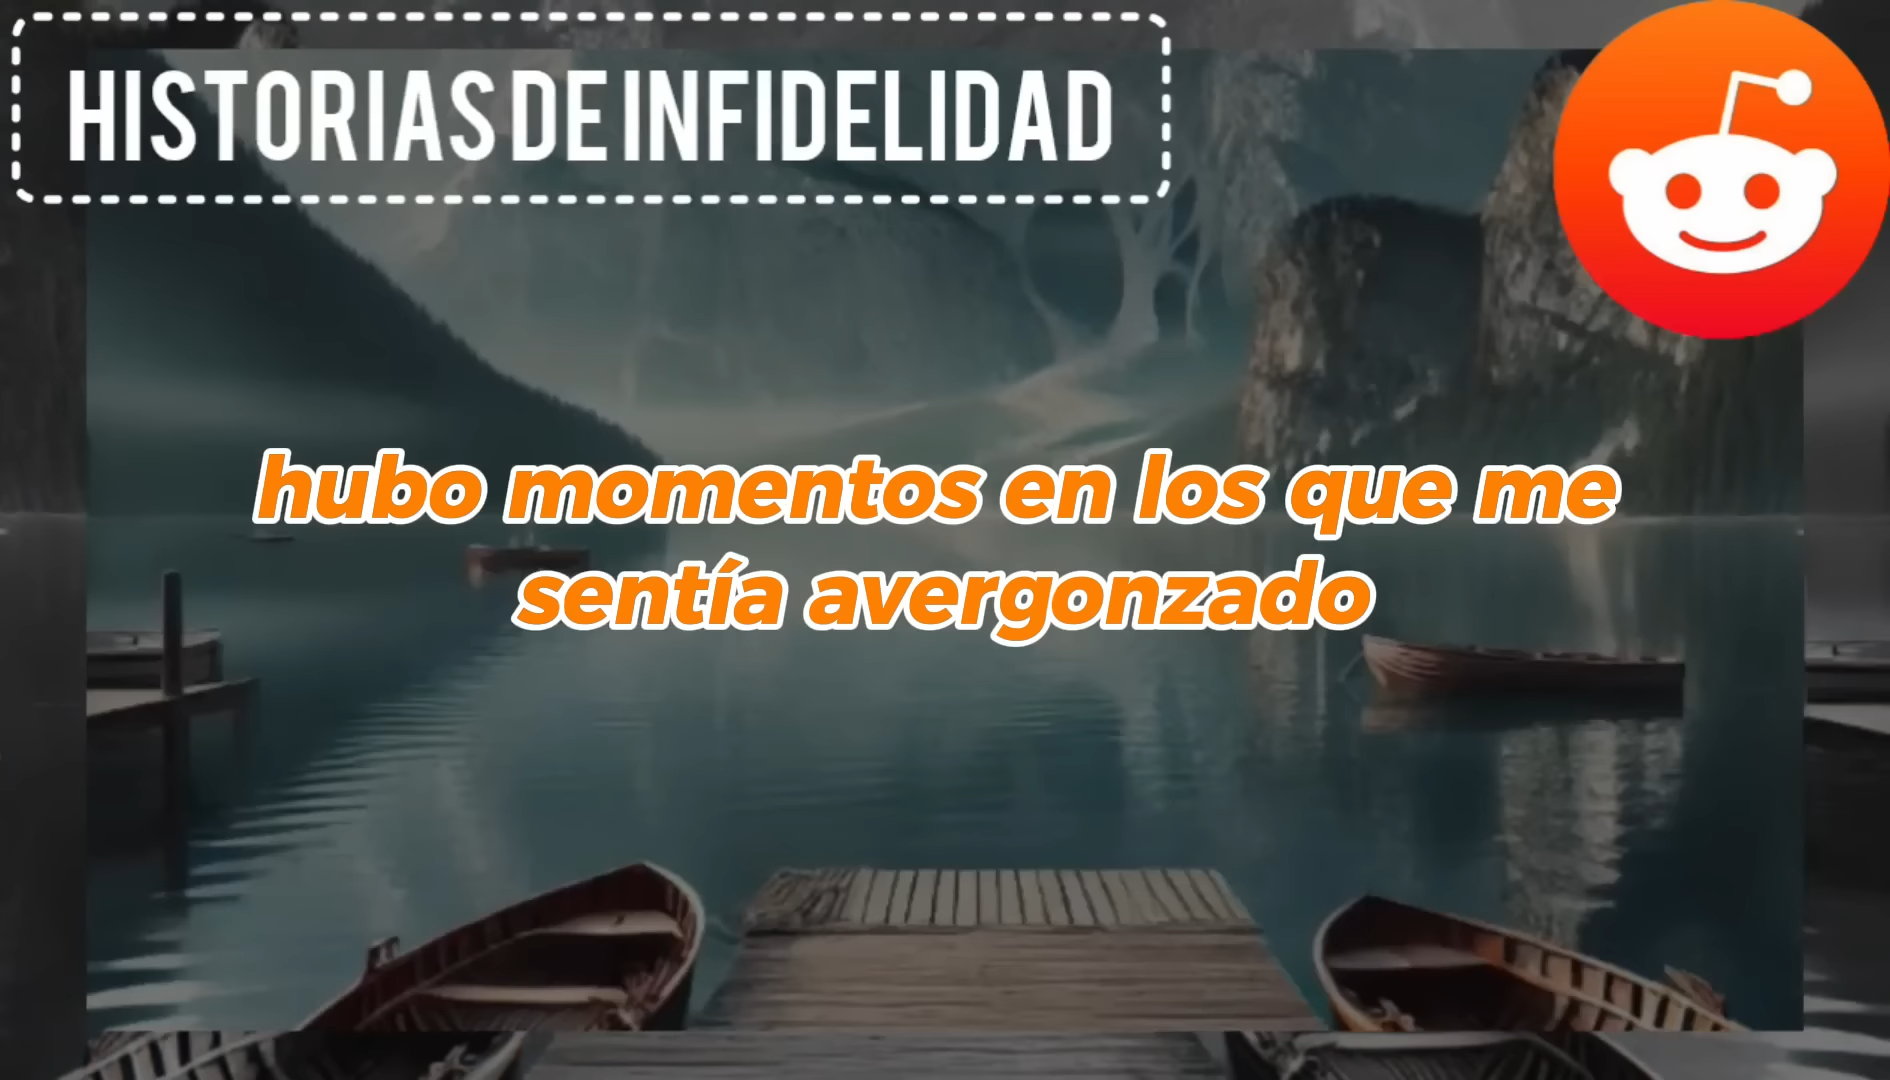 HISTORIAS DE INFIDELIDAD
hubo momentos en los que me
sentía avergonzado